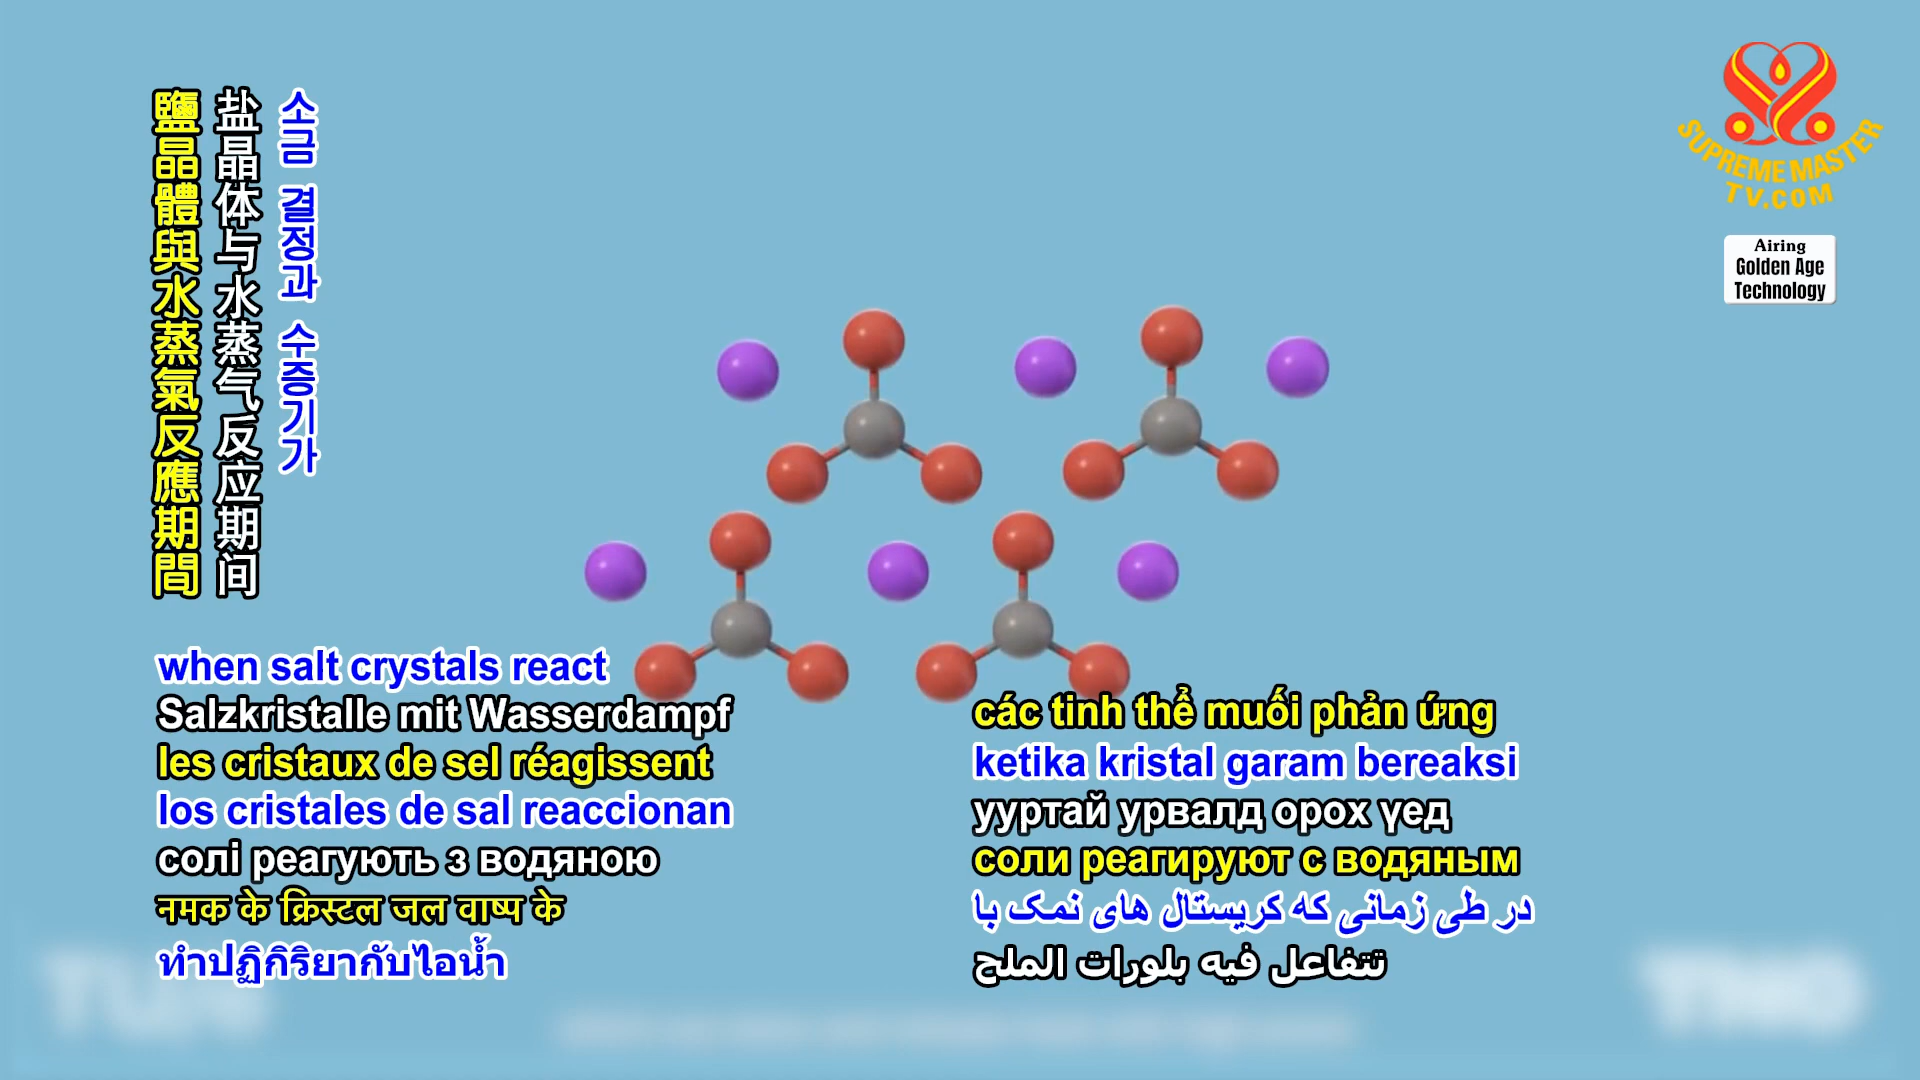 鹽晶體與水蒸氣反應期間
盐晶体与水蒸气反应期间
소금 결정과 수증기가
SUPREME MASTER
TV.COM
Airing
Golden Age
Technology
when salt crystals react
Salzkristalle mit Wasserdampf
les cristaux de sel réagissent
los cristales de sal reaccionan
солі реагують з водяною
नमक के क्रिस्टल जल वाष्प के
ทำปฏิกิริยากับไอน้ำ
các tinh thể muối phản ứng
ketika kristal garam bereaksi
ууртай урвалд орох үед
соли реагируют с водяным
در طی زمانی که کریستال های نمک با
تتفاعل فيه بلورات الملح